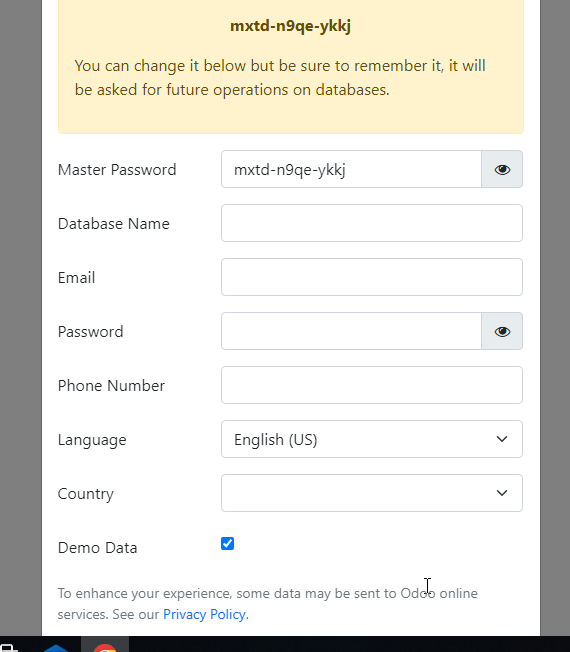 mxtd-n9qe-ykkj
You can change it below but be sure to remember it, it will
be asked for future operations on databases.
Master Password mxtd-n9qe-ykkj
Database Name
Email
Password
Phone Number
Language English (US)
Country
Demo Data
To enhance your experience, some data may be sent to Odoo online
services. See our Privacy Policy.